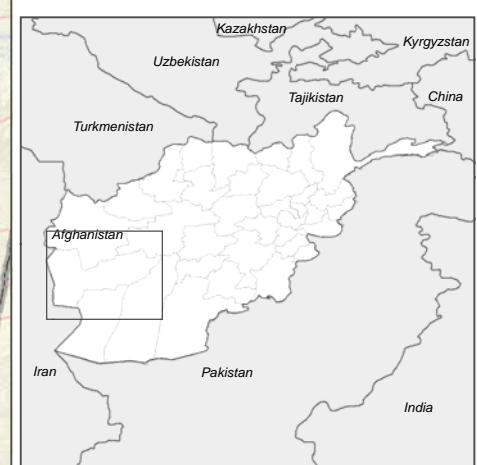 Kazakhstan
Kyrgyzstan
Uzbekistan
Tajikistan
China
Turkmenistan
Afghanistan
Iran
Pakistan
India